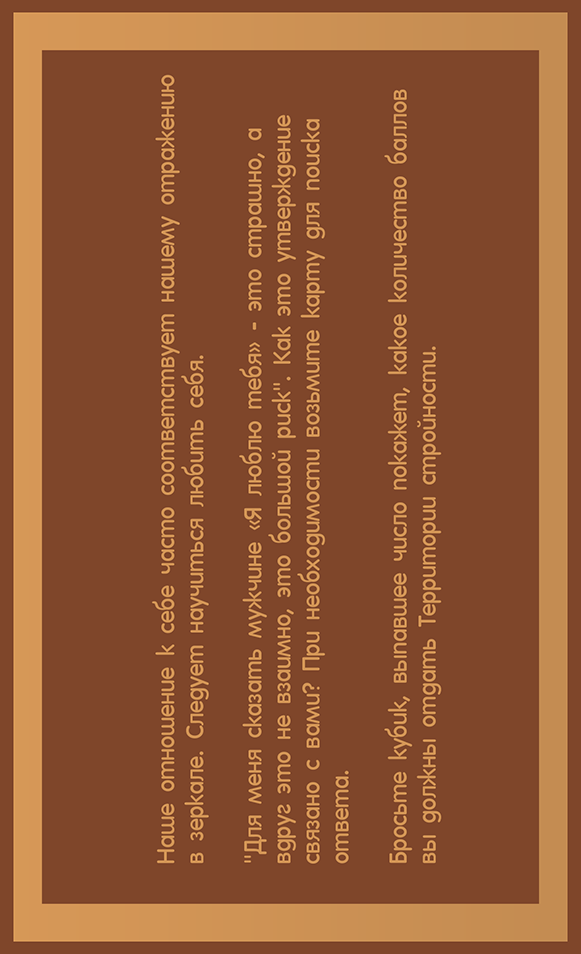 Наше отношение к себе часто соответствует нашему отражению
в зеркале. Следует научиться любить себя.
"Для меня сказать мужчине «Я люблю тебя» - это страшно, а
вдруг это не взаимно, это большой риск". Как это утверждение
связано с вами? При необходимости возьмите карту для поиска
ответа.
Бросьте кубик, выпавшее число покажет, какое количество баллов
вы должны отдать Территории стройности.